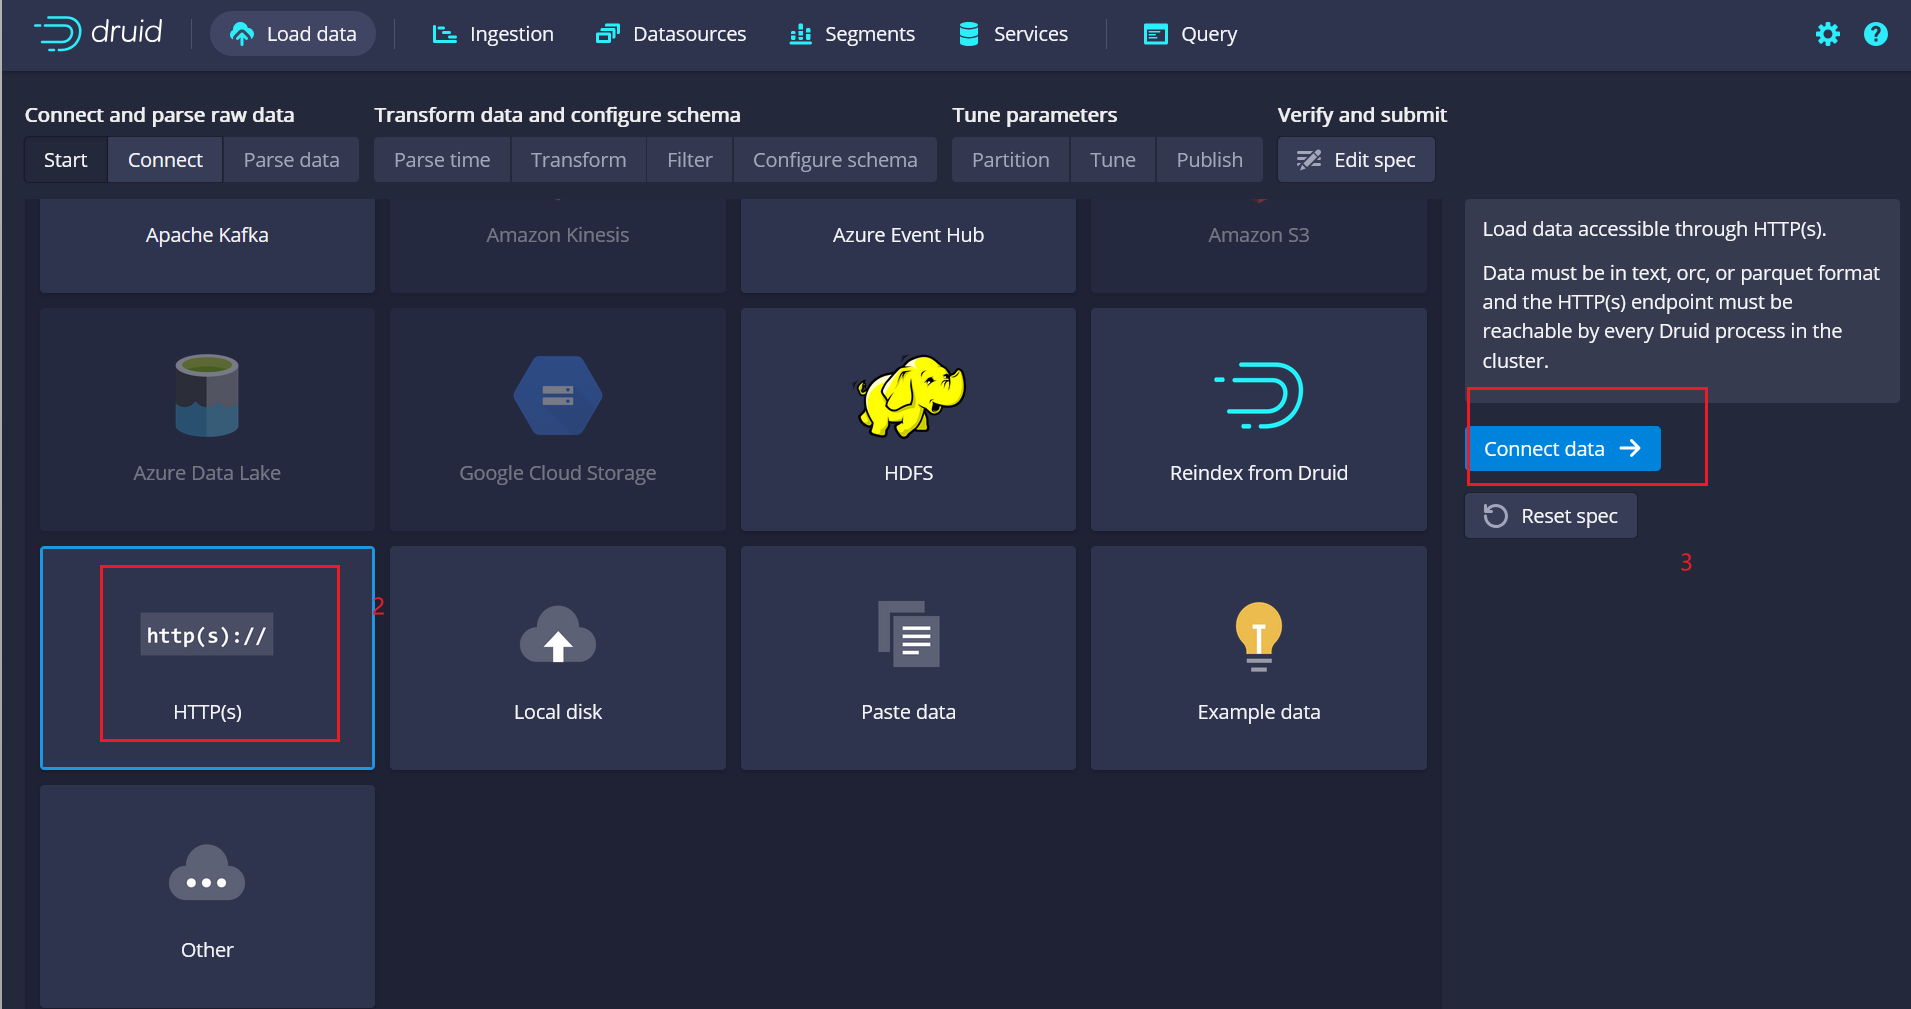 druid
Load data
Ingestion
Datasources
Segments
Services
Query
?
Connect and parse raw data
Transform data and configure schema
Tune parameters
Verify and submit
Start
Connect
Parse data
Parse time
Transform
Filter
Configure schema
Partition
Tune
Publish
Edit spec
Apache Kafka
Amazon Kinesis
Azure Event Hub
Amazon S3
Azure Data Lake
Google Cloud Storage
HDFS
Reindex from Druid
http(s)://
HTTP(s)
2
Local disk
Paste data
Example data
Other
Load data accessible through HTTP(s).
Data must be in text, orc, or parquet format
and the HTTP(s) endpoint must be
reachable by every Druid process in the
cluster.
Connect data
Reset spec
3